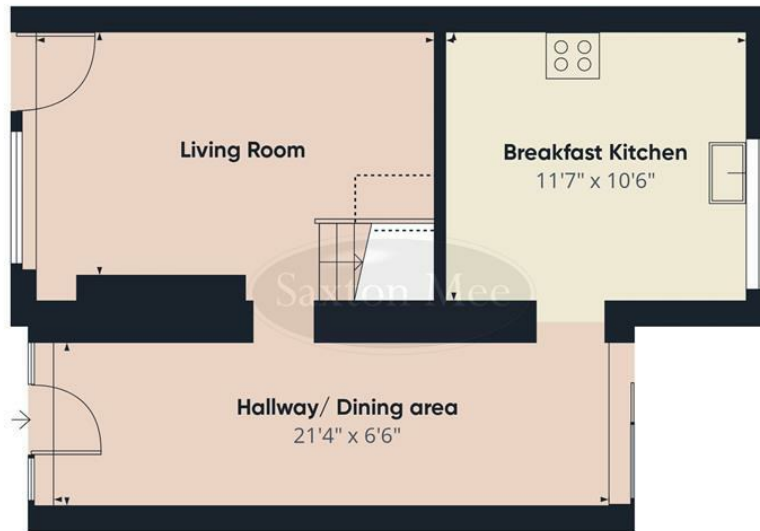 Living Room
Breakfast Kitchen
11'7" x 10'6"
Saxton Mee
Hallway/ Dining area
21'4" x 6'6"